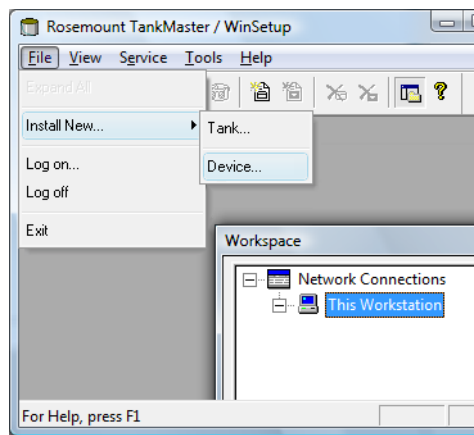 Rosemount TankMaster / WinSetup
File View Service Tools Help
Expand All
Install New...
Tank...
Device...
Log on...
Log off
Exit
Workspace
Network Connections
This Workstation
For Help, press F1